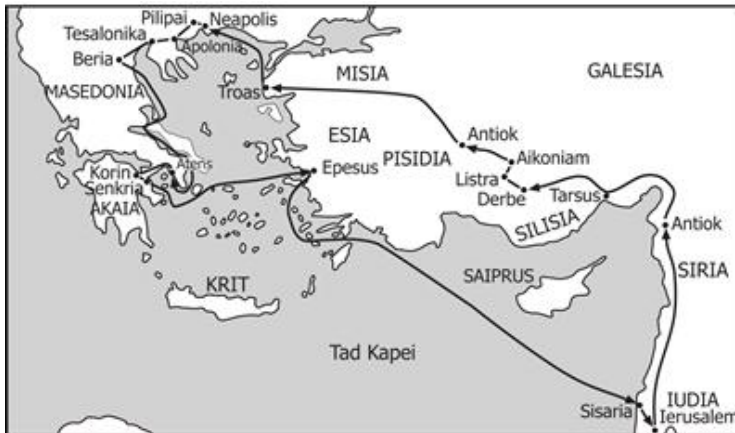 Pilipai
Neapolis
Tesalonika
Apolonia
Beria
MISIA
GALESIA
MASEDONIA
Troas
ESIA
Antiok
PISIDIA
Aikoniam
Korin
Atens
Epesus
Listra
Senkria
Derbe
Tarsus
AKAIA
SILISIA
Antiok
KRIT
SAIPRUS
SIRIA
Tad Kapei
Sisaria
IUDIA
Ierusalem